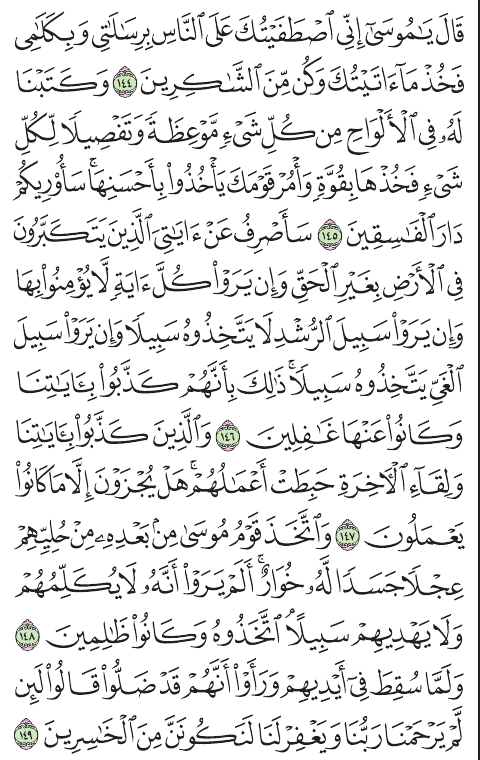 قَالَ يَٰمُوسَىٰٓ إِنِّي ٱصۡطَفَيۡتُكَ عَلَى ٱلنَّاسِ بِرِسَٰلَٰتِي وَبِكَلَٰمِي
فَخُذۡ مَآ ءَاتَيۡتُكَ وَكُن مِّنَ ٱلشَّٰكِرِينَ ١٤٤ وَكَتَبۡنَا
لَهُۥ فِي ٱلۡأَلۡوَاحِ مِن كُلِّ شَيۡءٖ مَّوۡعِظَةٗ وَتَفۡصِيلٗا لِّكُلِّ
شَيۡءٖ فَخُذۡهَا بِقُوَّةٖ وَأۡمُرۡ قَوۡمَكَ يَأۡخُذُواْ بِأَحۡسَنِهَاۚ سَأُوْرِيكُمۡ
دَارَ ٱلۡفَٰسِقِينَ ١٤٥ سَأَصۡرِفُ عَنۡ ءَايَٰتِيَ ٱلَّذِينَ يَتَكَبَّرُونَ
فِي ٱلۡأَرۡضِ بِغَيۡرِ ٱلۡحَقِّ وَإِن يَرَوۡاْ كُلَّ ءَايَةٖ لَّا يُؤۡمِنُواْ بِهَا
وَإِن يَرَوۡاْ سَبِيلَ ٱلرُّشۡدِ لَا يَتَّخِذُوهُ سَبِيلٗا وَإِن يَرَوۡاْ سَبِيلَ
ٱلۡغَيِّ يَتَّخِذُوهُ سَبِيلٗاۚ ذَٰلِكَ بِأَنَّهُمۡ كَذَّبُواْ بِـَٔايَٰتِنَا
وَكَانُواْ عَنۡهَا غَٰفِلِينَ ١٤٦ وَٱلَّذِينَ كَذَّبُواْ بِـَٔايَٰتِنَا
وَلِقَآءِ ٱلۡأٓخِرَةِ حَبِطَتۡ أَعۡمَٰلُهُمۡۚ هَلۡ يُجۡزَوۡنَ إِلَّا مَا كَانُواْ
يَعۡمَلُونَ ١٤٧ وَٱتَّخَذَ قَوۡمُ مُوسَىٰ مِنۢ بَعۡدِهِۦ مِنۡ حُلِيِّهِمۡ
عِجۡلٗا جَسَدٗا لَّهُۥ خُوَارٌۚ أَلَمۡ يَرَوۡاْ أَنَّهُۥ لَا يُكَلِّمُهُمۡ
وَلَا يَهۡدِيهِمۡ سَبِيلًاۘ ٱتَّخَذُوهُ وَكَانُواْ ظَٰلِمِينَ ١٤٨
وَلَمَّا سُقِطَ فِيٓ أَيۡدِيهِمۡ وَرَأَوۡاْ أَنَّهُمۡ قَدۡ ضَلُّواْ قَالُواْ لَئِن
لَّمۡ يَرۡحَمۡنَا رَبُّنَا وَيَغۡفِرۡ لَنَا لَنَكُونَنَّ مِنَ ٱلۡخَٰسِرِينَ ١٤٩